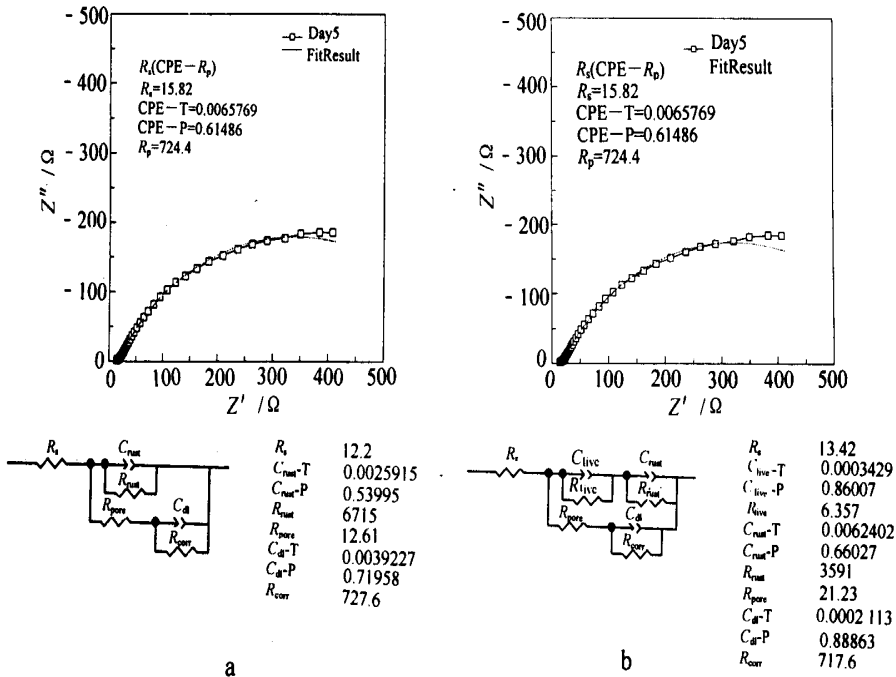 - 500
- 400
- 300
- 200
- 100
0
Z'' / Ω
Day5
FitResult
Rs(CPE－Rp)
Rs=15.82
CPE－T=0.0065769
CPE－P=0.61486
Rp=724.4
0 100 200 300 400 500
Z' / Ω
- 500
- 400
- 300
- 200
- 100
0
Z'' / Ω
Day5
FitResult
Rs(CPE－Rp)
Rs=15.82
CPE－T=0.0065769
CPE－P=0.61486
Rp=724.4
0 100 200 300 400 500
Z' / Ω
Rs
Crust
Rrust
Rpore
Cdl
Rcorr
Rs 12.2
Crust-T 0.0025915
Crust-P 0.53995
Rrust 6715
Rpore 12.61
Cdl-T 0.0039227
Cdl-P 0.71958
Rcorr 727.6
a
Rs
Clive
Rlive
Crust
Rrust
Rpore
Cdl
Rcorr
Rs 13.42
Clive-T 0.0003429
Clive-P 0.86007
Rlive 6.357
Crust-T 0.0062402
Crust-P 0.66027
Rrust 3591
Rpore 21.23
Cdl-T 0.0002 113
Cdl-P 0.88863
Rcorr 717.6
b